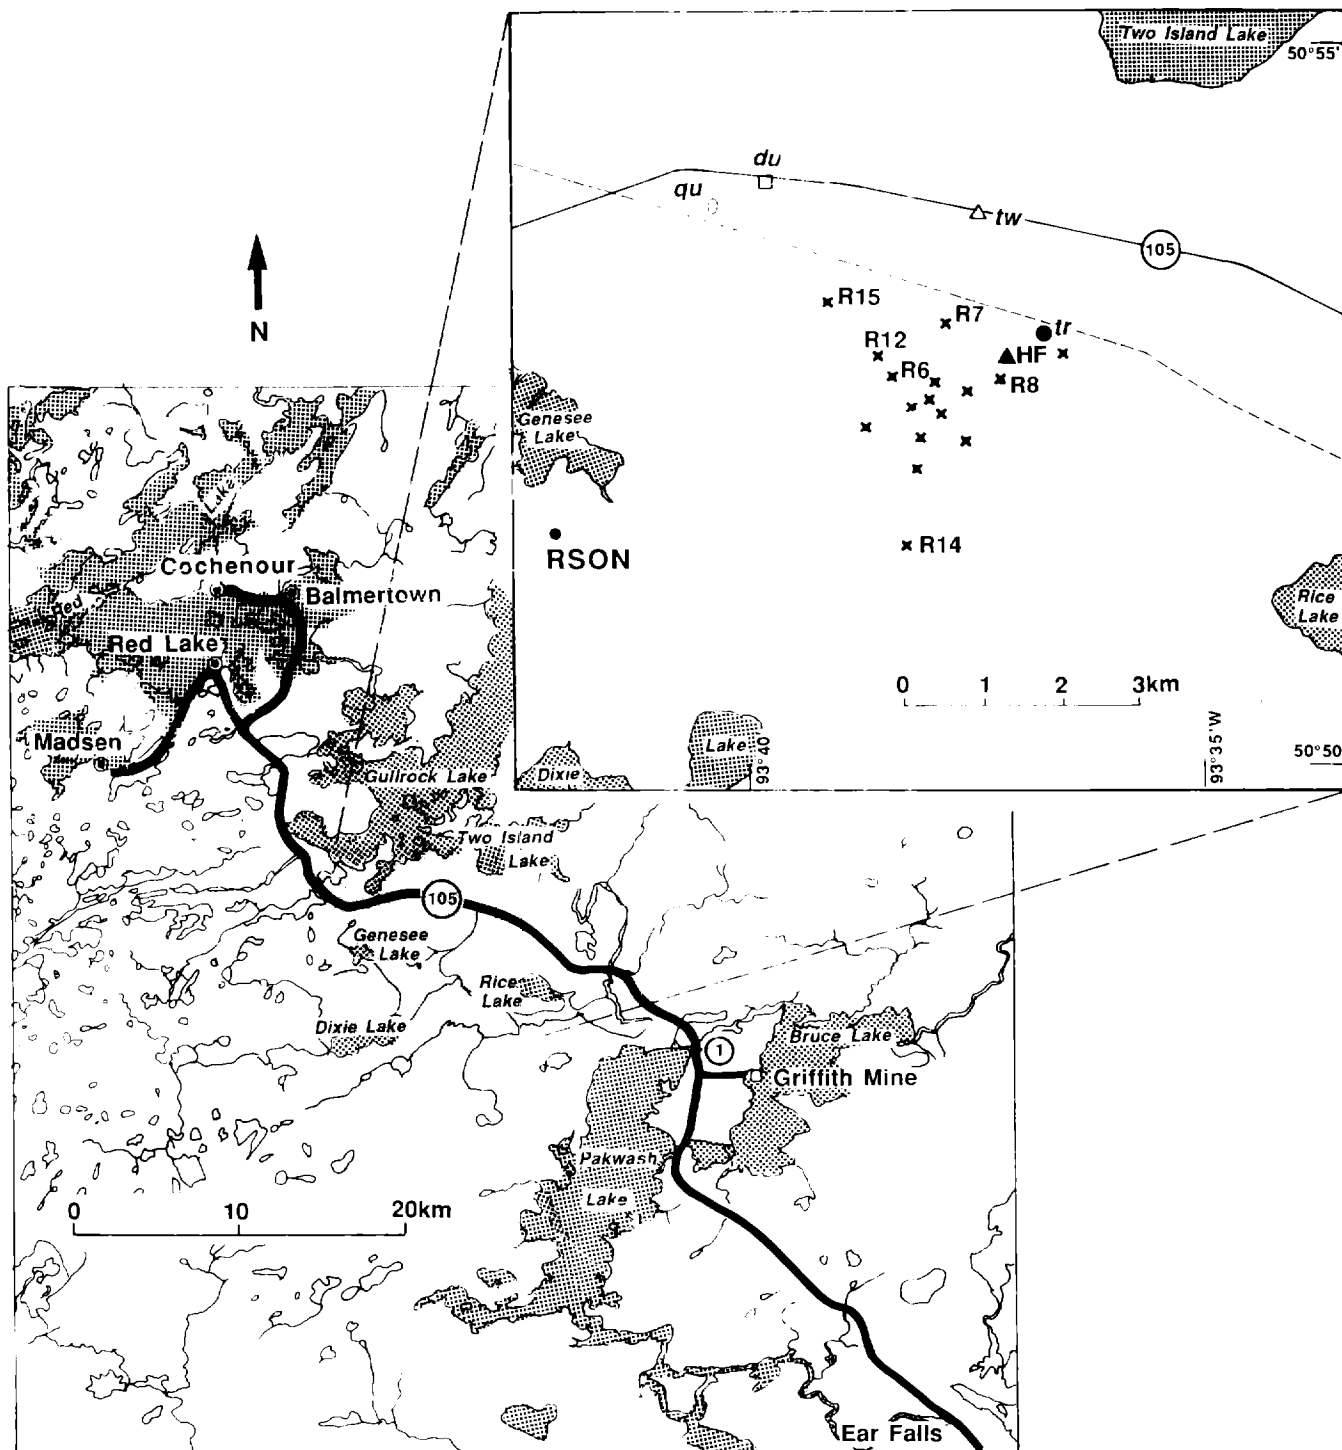 Two Island Lake
50°55'
du
qu
tw
105
R15
R7
tr
R12
HF
R6
R8
Genesee
Lake
RSON
R14
Rice
Lake
0 1 2 3km
Lake
Dixie
93°40
93°35'W
50°50
N
Lake
Red
Cochenour
Balmertown
Red Lake
Madsen
Gullrock Lake
Two Island
Lake
105
Genesee
Lake
Rice
Lake
Dixie Lake
Bruce Lake
1
Griffith Mine
Pakwash
Lake
0 10 20km
Ear Falls